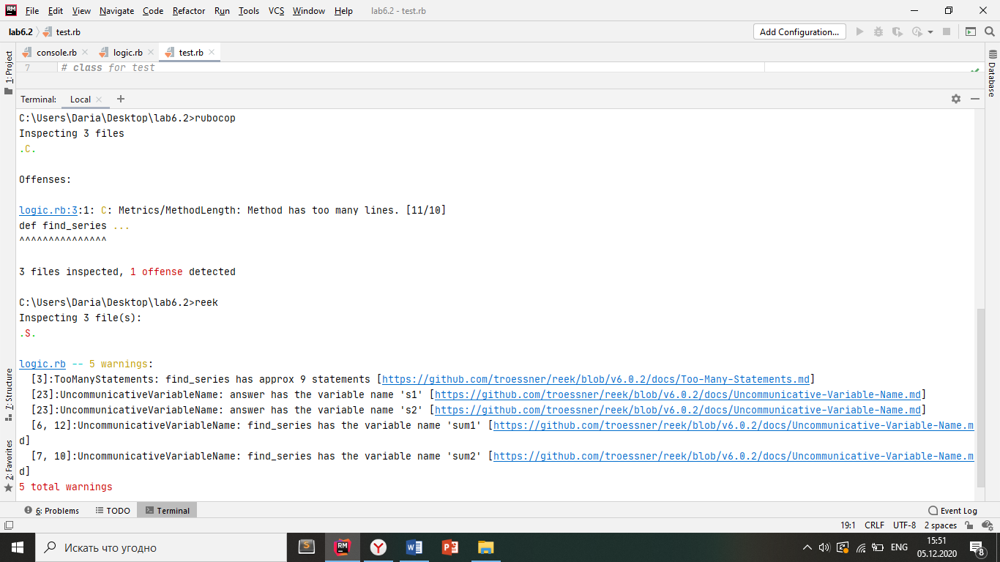 RM File Edit View Navigate Code Refactor Run Tools VCS Window Help lab6.2 - test.rb
lab6.2 test.rb Add Configuration...
1: Project console.rb logic.rb test.rb Database
7 # class for test
Terminal: Local
C:\Users\Daria\Desktop\lab6.2>rubocop
Inspecting 3 files
.C.
Offenses:
logic.rb:3:1: C: Metrics/MethodLength: Method has too many lines. [11/10]
def find_series ...
^^^^^^^^^^^^^^^
3 files inspected, 1 offense detected
C:\Users\Daria\Desktop\lab6.2>reek
Inspecting 3 file(s):
.S.
logic.rb -- 5 warnings:
[3]:TooManyStatements: find_series has approx 9 statements [https://github.com/troessner/reek/blob/v6.0.2/docs/Too-Many-Statements.md]
[23]:UncommunicativeVariableName: answer has the variable name 's1' [https://github.com/troessner/reek/blob/v6.0.2/docs/Uncommunicative-Variable-Name.md]
[23]:UncommunicativeVariableName: answer has the variable name 's2' [https://github.com/troessner/reek/blob/v6.0.2/docs/Uncommunicative-Variable-Name.md]
[6, 12]:UncommunicativeVariableName: find_series has the variable name 'sum1' [https://github.com/troessner/reek/blob/v6.0.2/docs/Uncommunicative-Variable-Name.m
d]
[7, 10]:UncommunicativeVariableName: find_series has the variable name 'sum2' [https://github.com/troessner/reek/blob/v6.0.2/docs/Uncommunicative-Variable-Name.m
d]
5 total warnings
7: Structure
2: Favorites
6: Problems TODO Terminal Event Log
19:1 CRLF UTF-8 2 spaces
Искать что угодно S RM Y W P ENG 15:51
05.12.2020 8